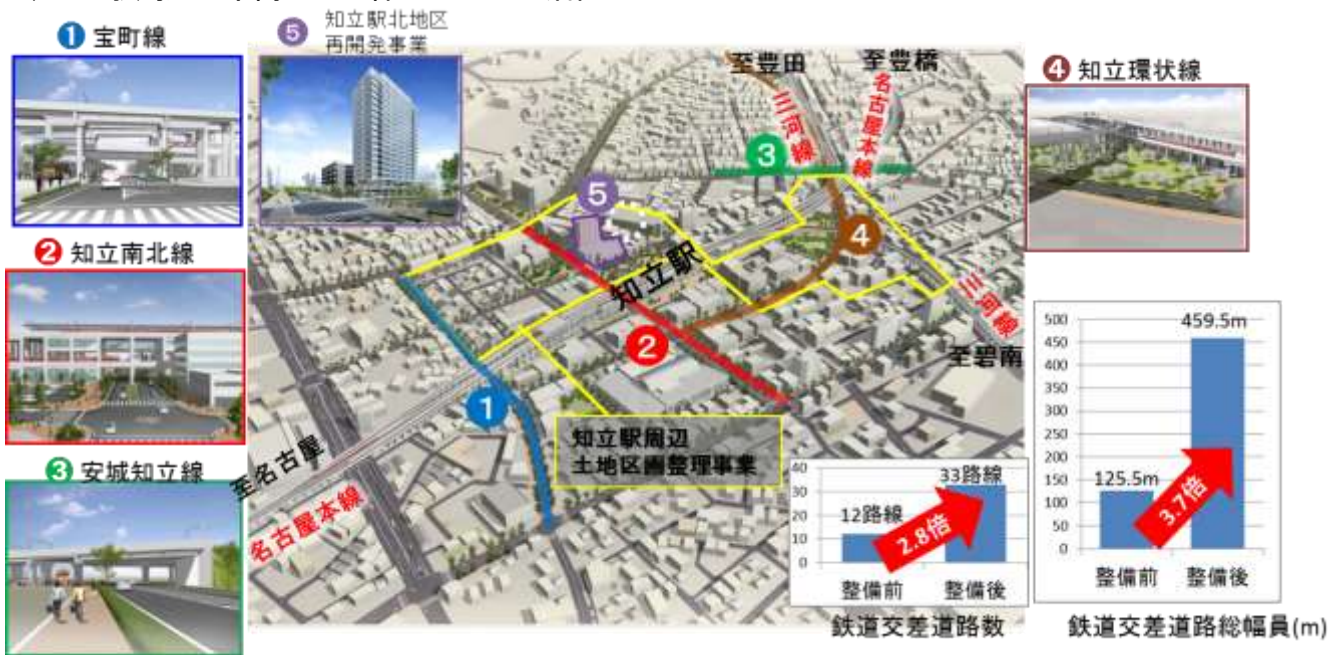 ❶ 宝町線
❺ 知立駅北地区
再開発事業
❹ 知立環状線
至豊田
至豊橋
三河線
名古屋本線
❸
❺
❹
❷ 知立南北線
知立駅
三河線
至碧南
❷
❶
❸ 安城知立線
至名古屋
名古屋本線
知立駅周辺
土地区画整理事業
40
30
20
10
0
12路線
33路線
2.8倍
整備前
整備後
鉄道交差道路数
500
450
400
350
300
250
200
150
100
50
0
125.5m
459.5m
3.7倍
整備前
整備後
鉄道交差道路総幅員(m)